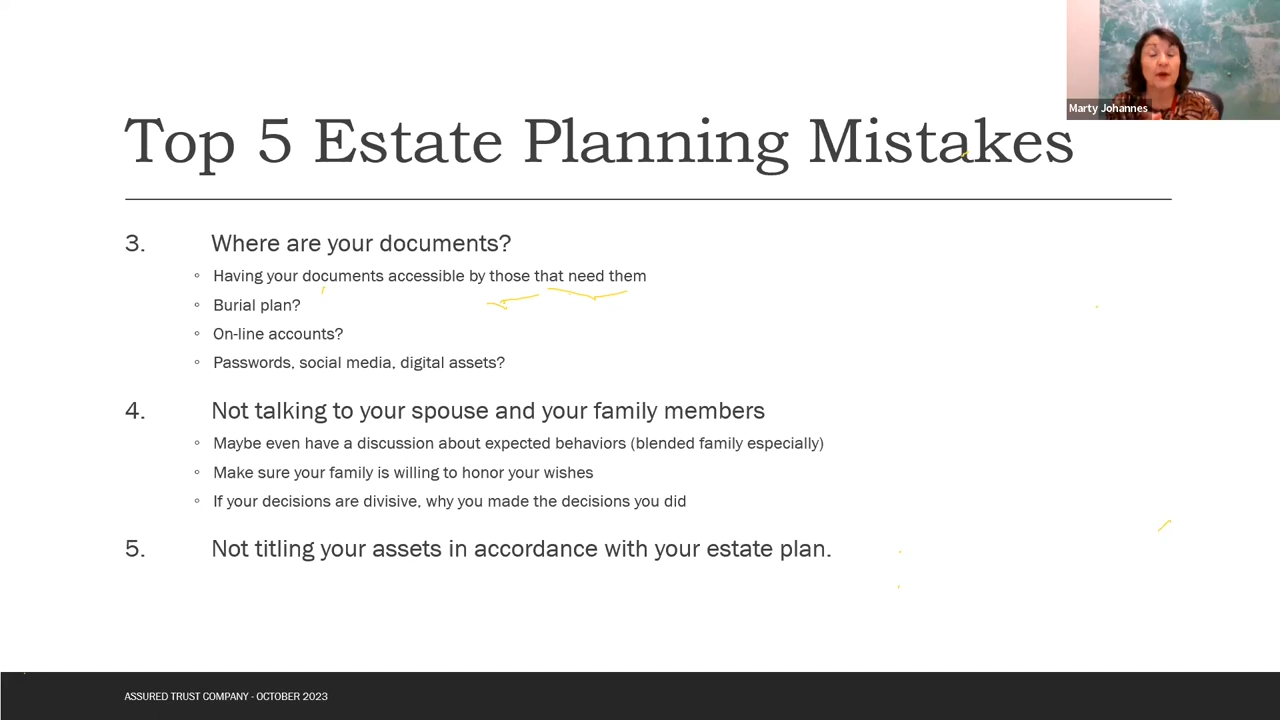 Marty Johannes
Top 5 Estate Planning Mistakes
3. Where are your documents?
◦ Having your documents accessible by those that need them
◦ Burial plan?
◦ On-line accounts?
◦ Passwords, social media, digital assets?
4. Not talking to your spouse and your family members
◦ Maybe even have a discussion about expected behaviors (blended family especially)
◦ Make sure your family is willing to honor your wishes
◦ If your decisions are divisive, why you made the decisions you did
5. Not titling your assets in accordance with your estate plan.
ASSURED TRUST COMPANY - OCTOBER 2023